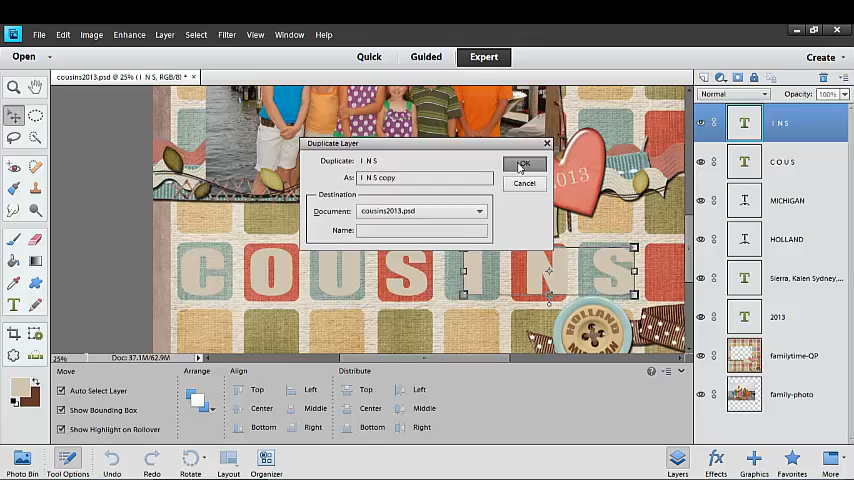 File Edit Image Enhance Layer Select Filter View Window Help
Open Quick Guided Expert Create
cousins2013.psd @ 25% ( I N S, RGB/8) * ×
Normal Opacity: 100%
2013
Duplicate Layer
Duplicate: I N S
As: I N S copy
OK
Cancel
Destination
Document: cousins2013.psd
Name:
COUSINS
HOLLAND
MICHIGAN
I N S
C O U S
MICHIGAN
HOLLAND
Sierra, Kalen Sydney,...
2013
familytime-QP
family-photo
25% Doc: 37.1M/62.9M
Move Arrange Align Distribute
Auto Select Layer
Show Bounding Box
Show Highlight on Rollover
Top Left Top Left
Center Middle Center Middle
Bottom Right Bottom Right
Photo Bin Tool Options Undo Redo Rotate Layout Organizer Layers Effects Graphics Favorites More